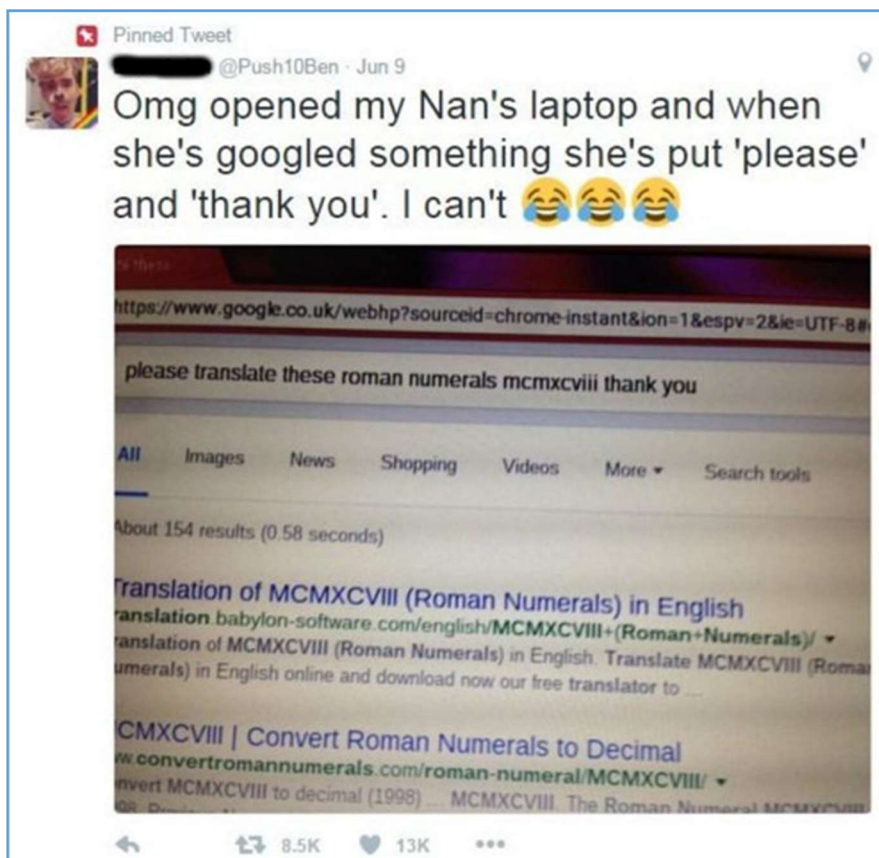 Pinned Tweet
@Push10Ben · Jun 9
Omg opened my Nan's laptop and when
she's googled something she's put 'please'
and 'thank you'. I can't 😂😂😂
https://www.google.co.uk/webhp?sourceid=chrome-instant&ion=1&espv=2&ie=UTF-8#
please translate these roman numerals mcmxcviii thank you
All Images News Shopping Videos More Search tools
About 154 results (0.58 seconds)
Translation of MCMXCVIII (Roman Numerals) in English
ranslation.babylon-software.com/english/MCMXCVIII+(Roman+Numerals)/
ranslation of MCMXCVIII (Roman Numerals) in English. Translate MCMXCVIII (Roma
umerals) in English online and download now our free translator to ...
CMXCVIII | Convert Roman Numerals to Decimal
w.convertromannumerals.com/roman-numeral/MCMXCVIII/
nvert MCMXCVIII to decimal (1998) ... MCMXCVIII. The Roman Numeral MCMXCVIII
8.5K 13K